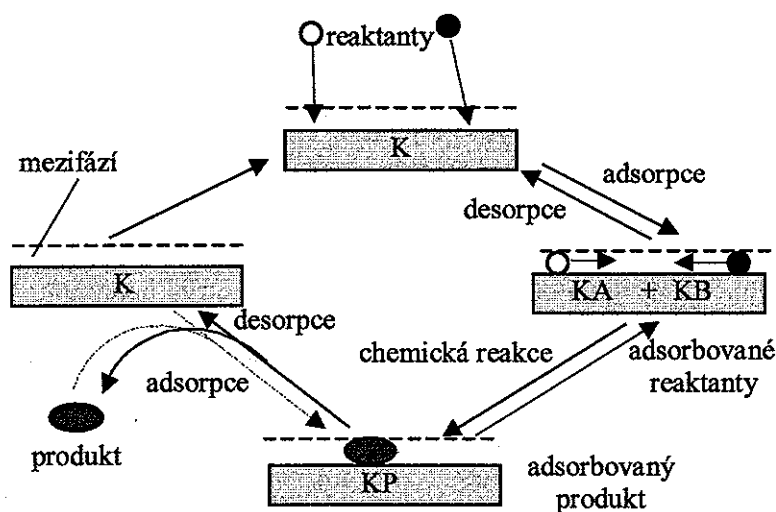 reaktanty
K
mezifází
adsorpce
desorpce
K
KA + KB
desorpce
chemická reakce
adsorbované
reaktanty
adsorpce
produkt
KP
adsorbovaný
produkt